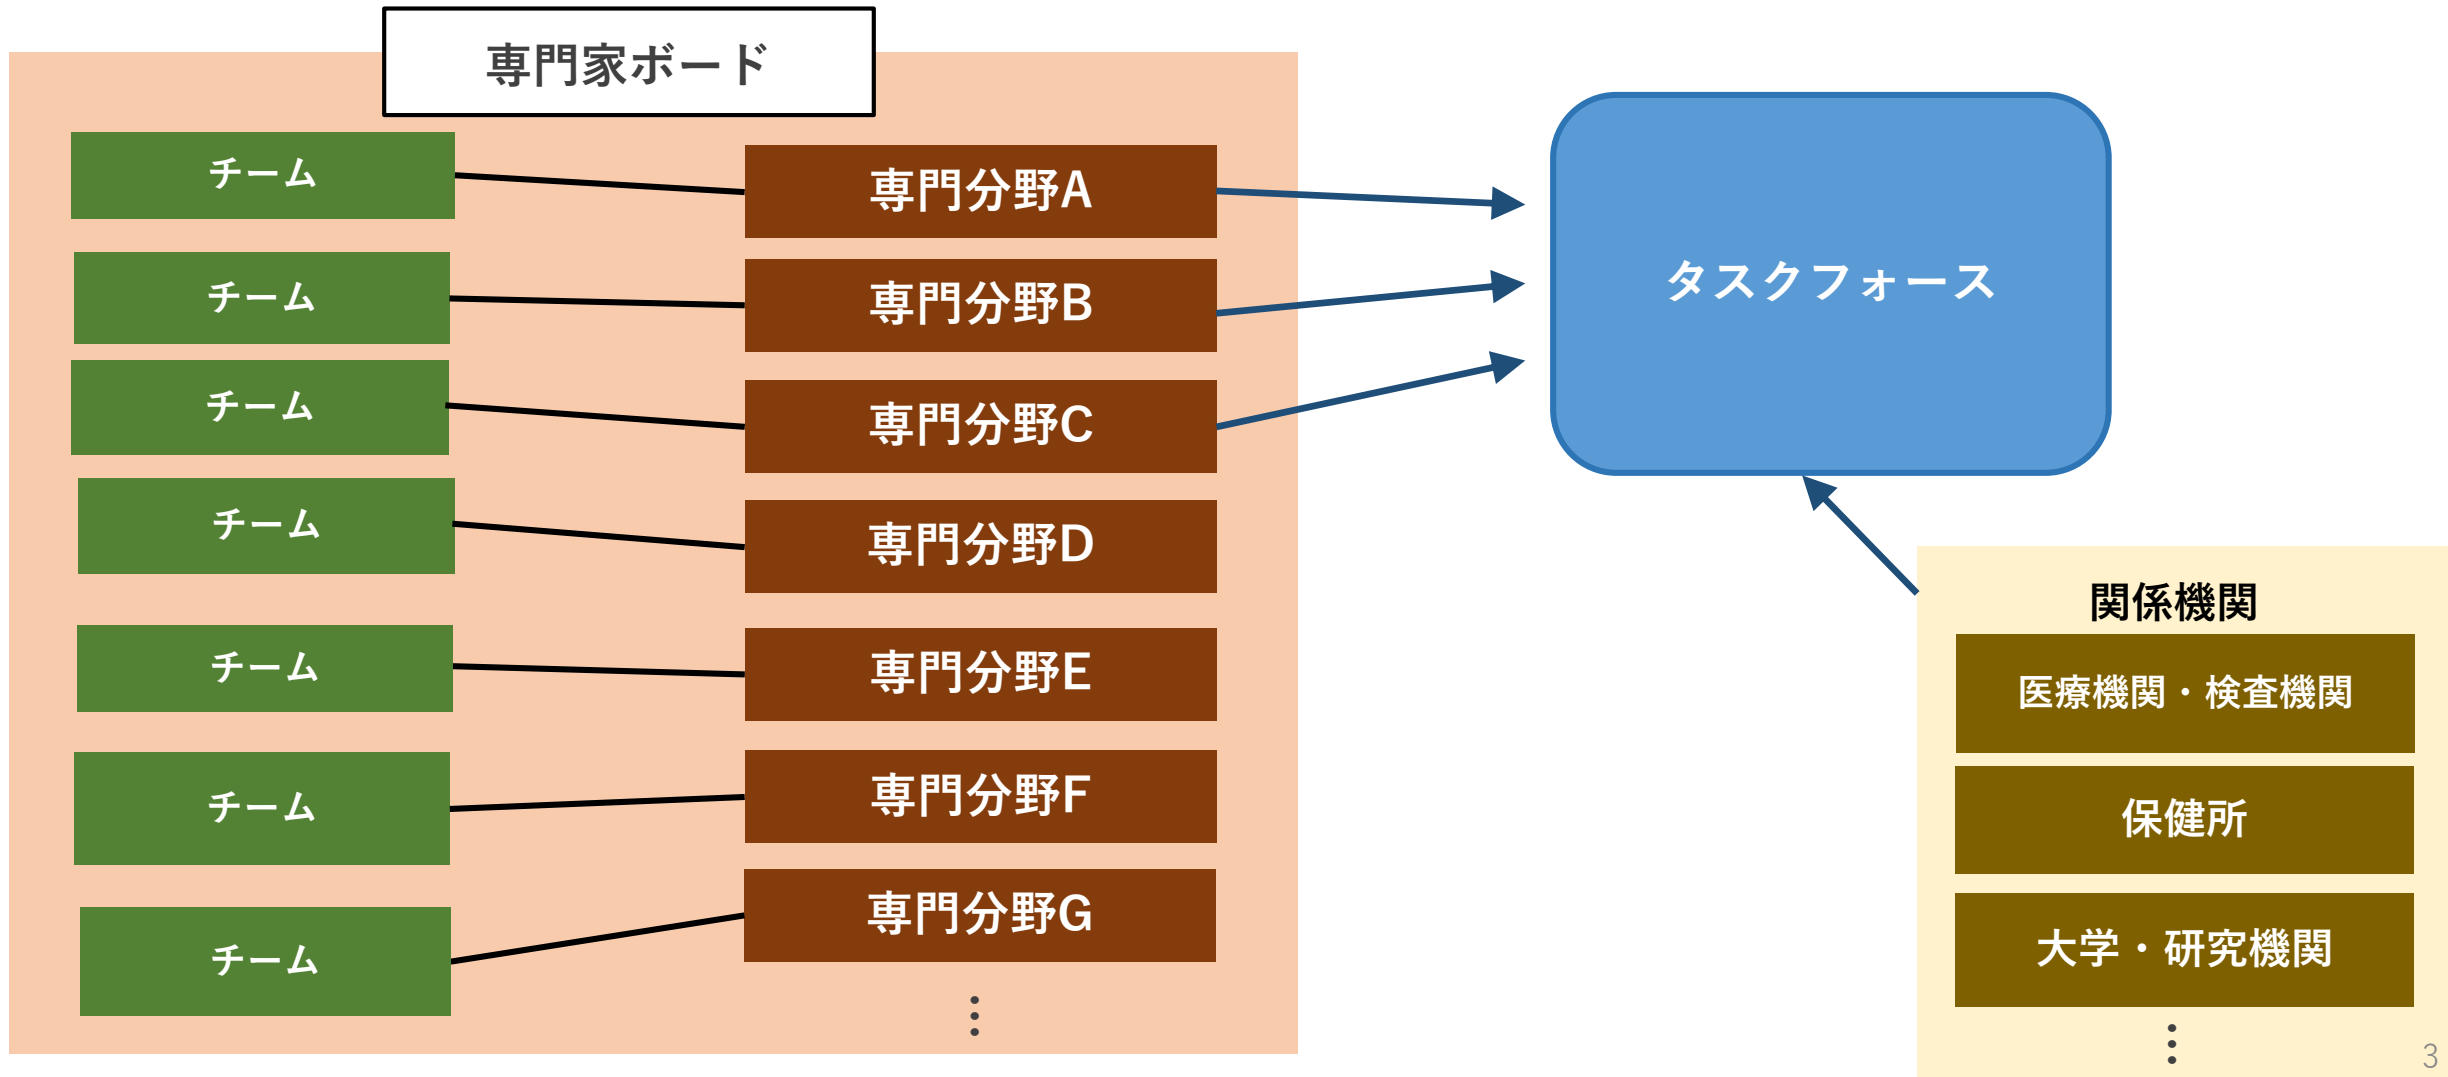 専門家ボード
チーム
専門分野A
チーム
専門分野B
チーム
専門分野C
チーム
専門分野D
チーム
専門分野E
チーム
専門分野F
チーム
専門分野G
⋮
タスクフォース
関係機関
医療機関・検査機関
保健所
大学・研究機関
⋮
3